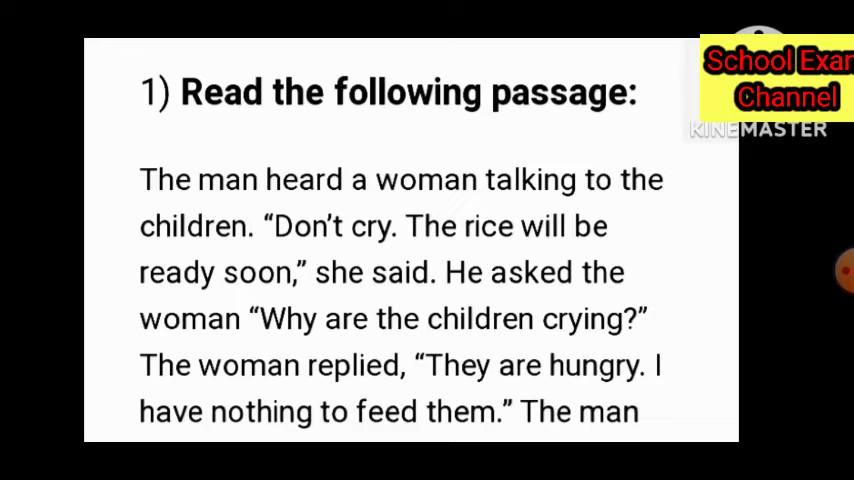 School Exam
Channel
KINEMASTER
1) Read the following passage:
The man heard a woman talking to the
children. “Don’t cry. The rice will be
ready soon,” she said. He asked the
woman “Why are the children crying?”
The woman replied, “They are hungry. I
have nothing to feed them.” The man